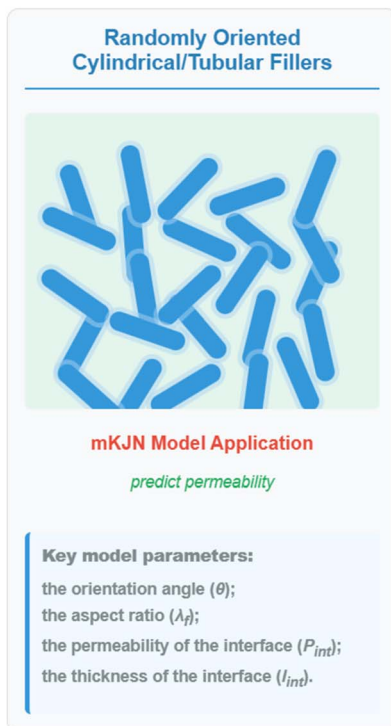 Randomly Oriented
Cylindrical/Tubular Fillers
mKJN Model Application
predict permeability
Key model parameters:
the orientation angle (θ);
the aspect ratio (λf);
the permeability of the interface (Pint);
the thickness of the interface (lint).